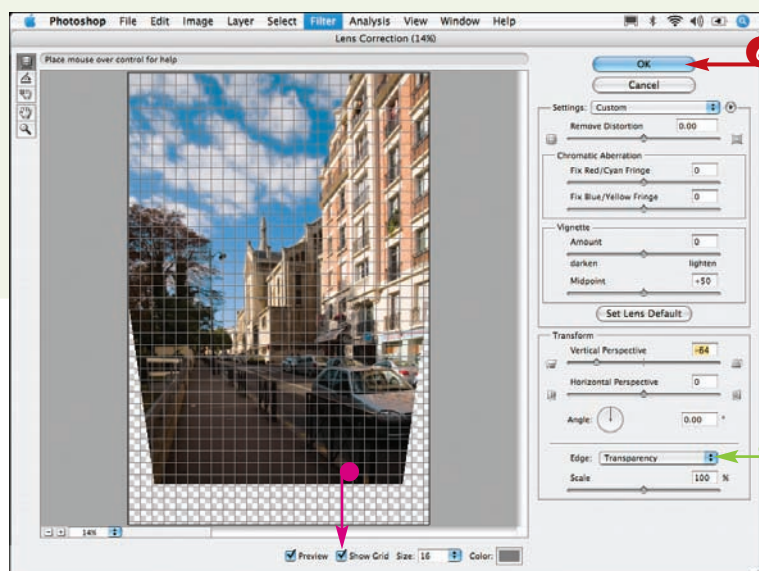 Photoshop File Edit Image Layer Select Filter Analysis View Window Help
Lens Correction (14%)
Place mouse over control for help
OK
Cancel
Settings: Custom
Remove Distortion 0.00
Chromatic Aberration
Fix Red/Cyan Fringe 0
Fix Blue/Yellow Fringe 0
Vignette
Amount 0
darken lighten
Midpoint +50
Set Lens Default
Transform
Vertical Perspective -64
Horizontal Perspective 0
Angle: 0.00 °
Edge: Transparency
Scale 100 %
14%
Preview Show Grid Size: 16 Color: